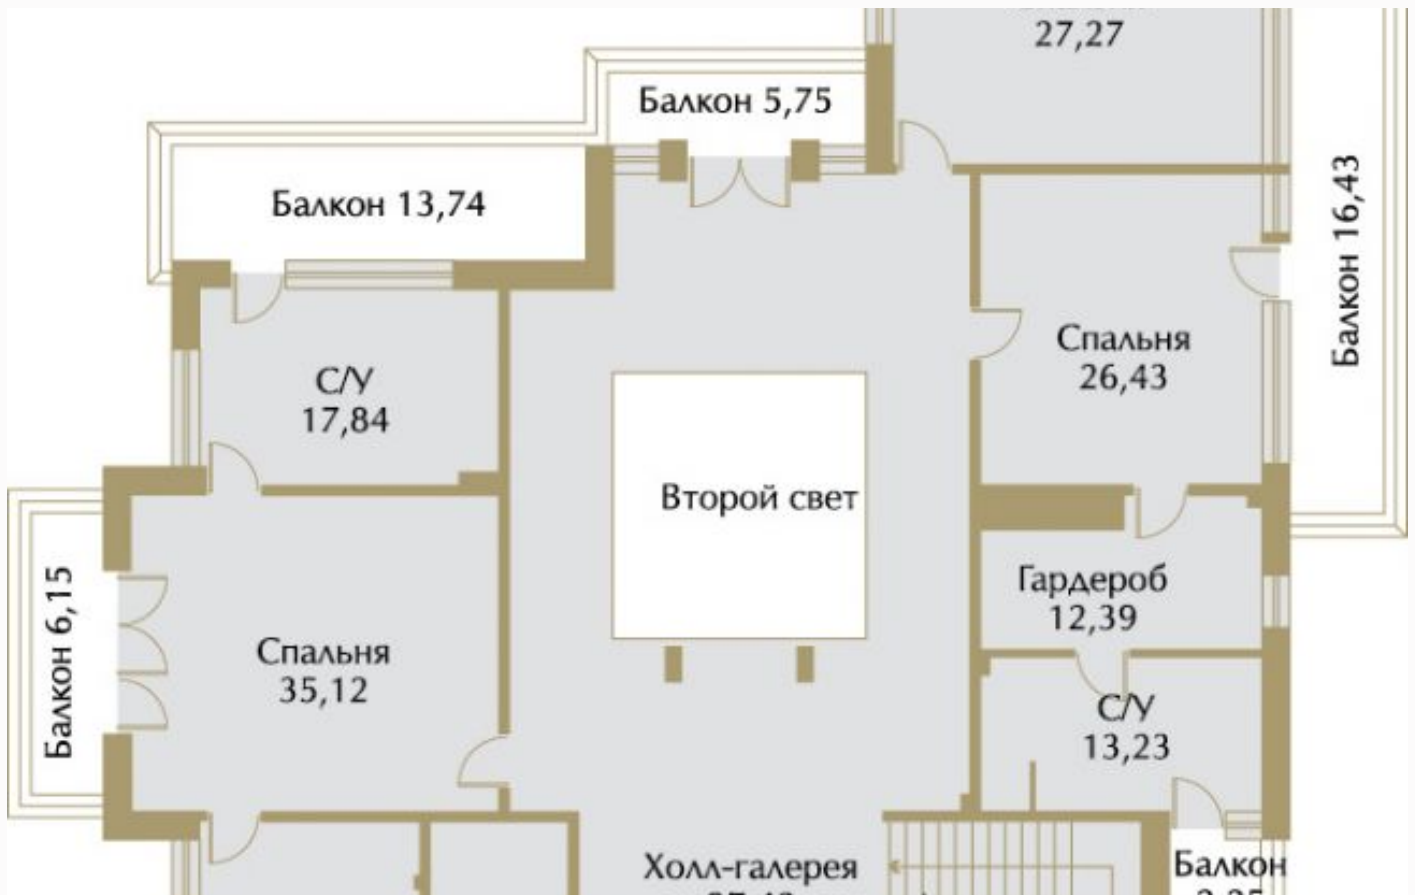 27,27
Балкон 5,75
Балкон 13,74
Балкон 16,43
Спальня
26,43
С/У
17,84
Второй свет
Гардероб
12,39
Балкон 6,15
Спальня
35,12
С/У
13,23
Холл-галерея
Балкон